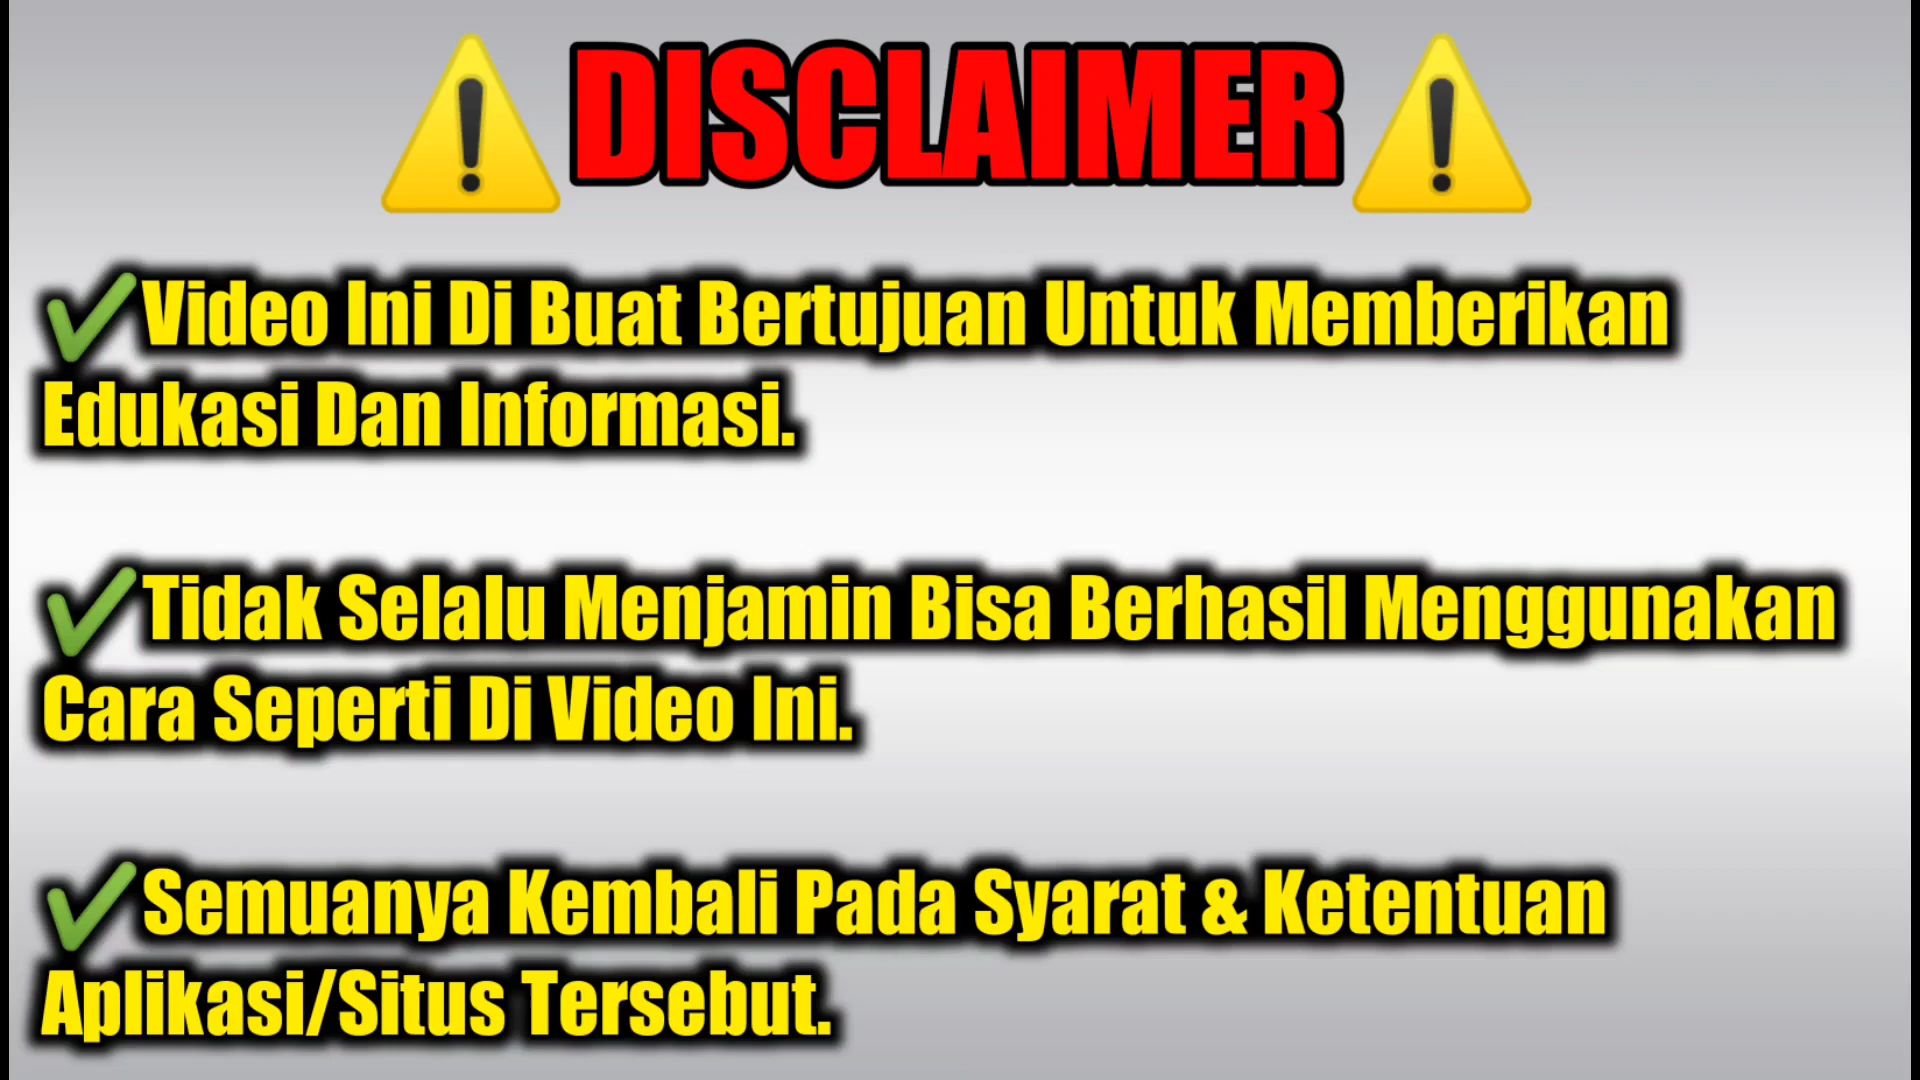 ⚠️DISCLAIMER⚠️
✔Video Ini Di Buat Bertujuan Untuk Memberikan
Edukasi Dan Informasi.
✔Tidak Selalu Menjamin Bisa Berhasil Menggunakan
Cara Seperti Di Video Ini.
✔Semuanya Kembali Pada Syarat & Ketentuan
Aplikasi/Situs Tersebut.